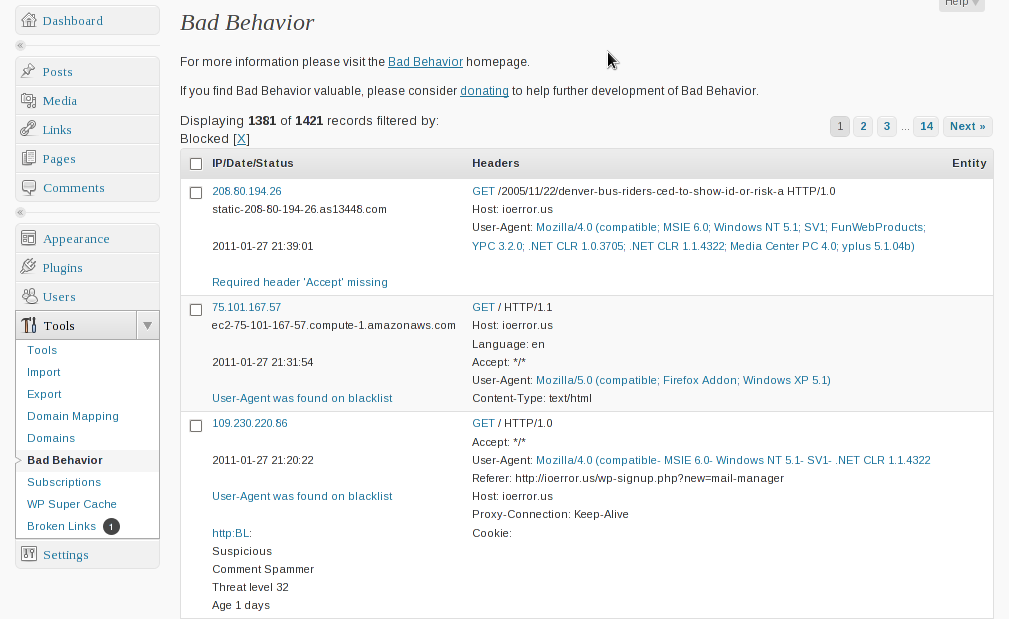 Help
Dashboard
Posts
Media
Links
Pages
Comments
Appearance
Plugins
Users
Tools
Tools
Import
Export
Domain Mapping
Domains
Bad Behavior
Subscriptions
WP Super Cache
Broken Links 1
Settings
Bad Behavior
For more information please visit the Bad Behavior homepage.
If you find Bad Behavior valuable, please consider donating to help further development of Bad Behavior.
Displaying 1381 of 1421 records filtered by:
Blocked [X]
1 2 3 ... 14 Next »
IP/Date/Status Headers Entity
208.80.194.26
static-208-80-194-26.as13448.com
2011-01-27 21:39:01
Required header 'Accept' missing
GET /2005/11/22/denver-bus-riders-ced-to-show-id-or-risk-a HTTP/1.0
Host: ioerror.us
User-Agent: Mozilla/4.0 (compatible; MSIE 6.0; Windows NT 5.1; SV1; FunWebProducts;
YPC 3.2.0; .NET CLR 1.0.3705; .NET CLR 1.1.4322; Media Center PC 4.0; yplus 5.1.04b)
75.101.167.57
ec2-75-101-167-57.compute-1.amazonaws.com
2011-01-27 21:31:54
User-Agent was found on blacklist
GET / HTTP/1.1
Host: ioerror.us
Language: en
Accept: */*
User-Agent: Mozilla/5.0 (compatible; Firefox Addon; Windows XP 5.1)
Content-Type: text/html
109.230.220.86
2011-01-27 21:20:22
User-Agent was found on blacklist
http:BL:
Suspicious
Comment Spammer
Threat level 32
Age 1 days
GET / HTTP/1.0
Accept: */*
User-Agent: Mozilla/4.0 (compatible- MSIE 6.0- Windows NT 5.1- SV1- .NET CLR 1.1.4322
Referer: http://ioerror.us/wp-signup.php?new=mail-manager
Host: ioerror.us
Proxy-Connection: Keep-Alive
Cookie: